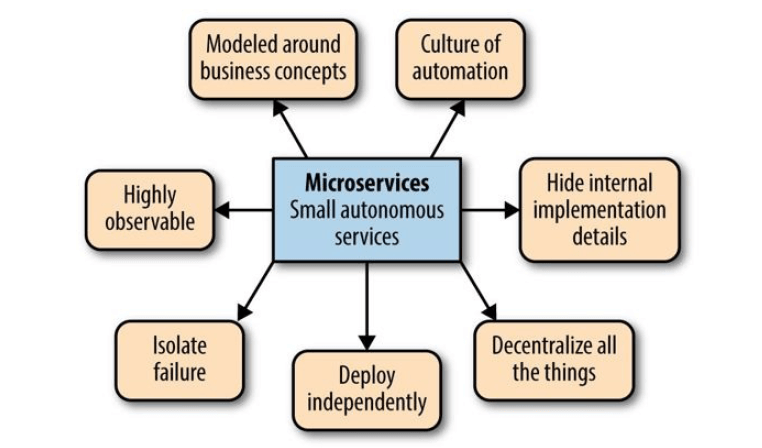 Modeled around
business concepts
Culture of
automation
Highly
observable
Microservices
Small autonomous
services
Hide internal
implementation
details
Isolate
failure
Deploy
independently
Decentralize all
the things